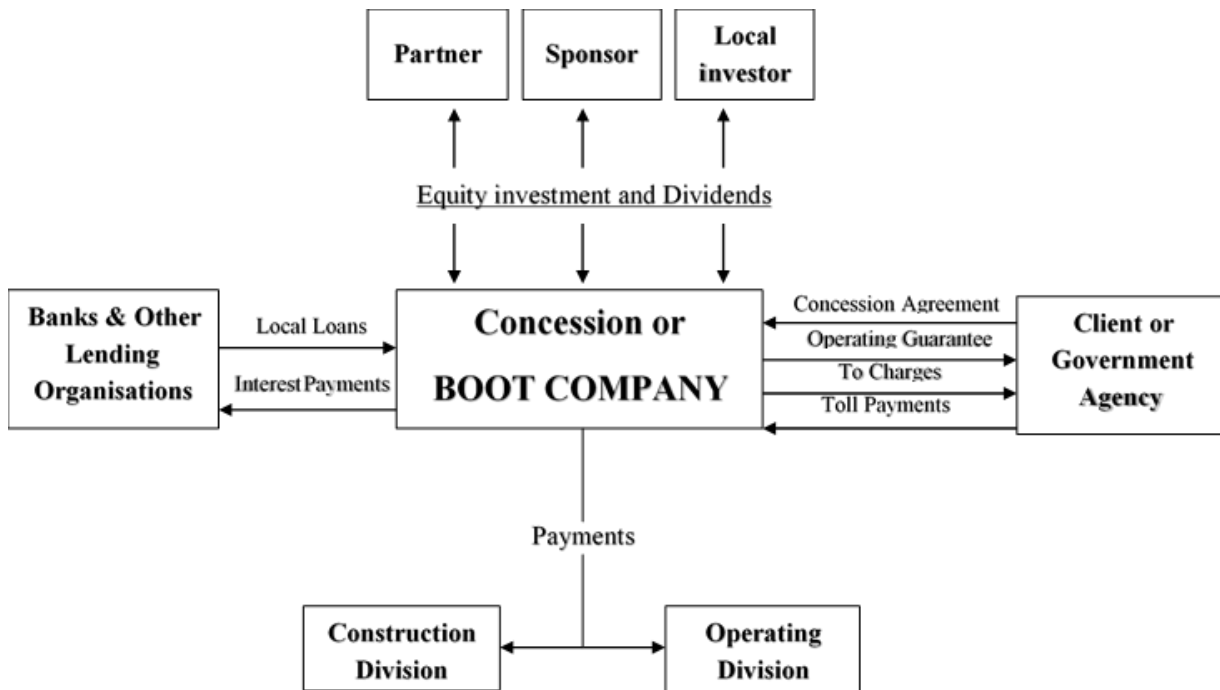 Partner
Sponsor
Local
investor
Equity investment and Dividends
Banks & Other
Lending
Organisations
Local Loans
Interest Payments
Concession or
BOOT COMPANY
Concession Agreement
Operating Guarantee
To Charges
Toll Payments
Client or
Government
Agency
Payments
Construction
Division
Operating
Division